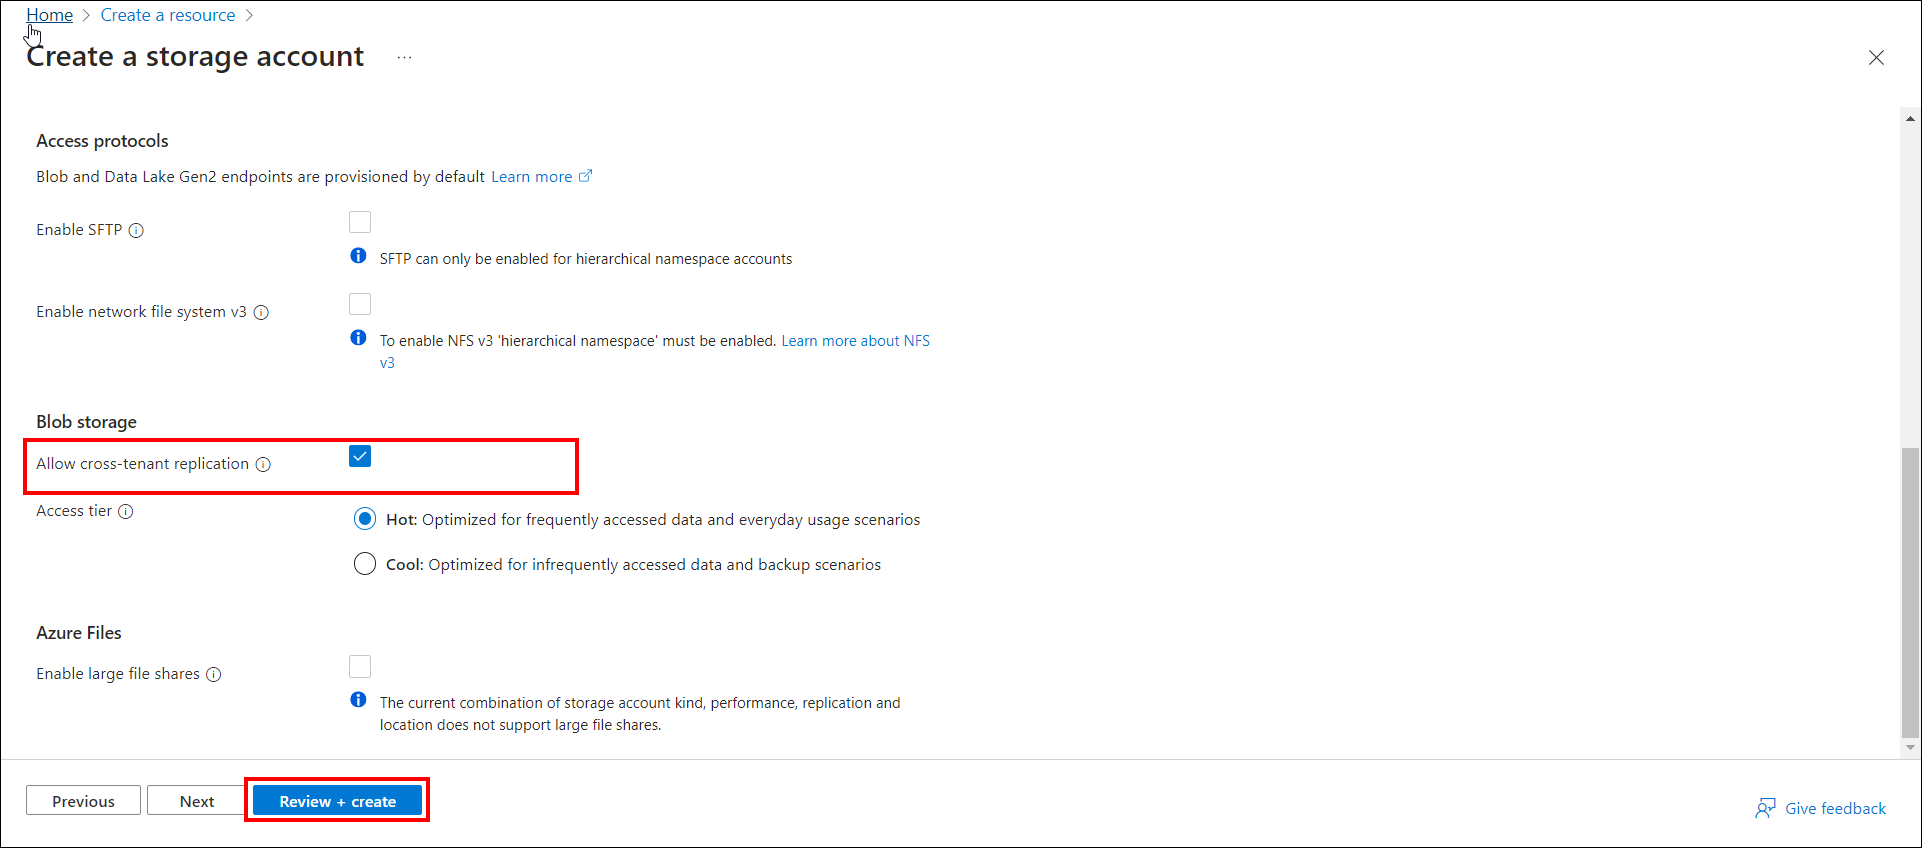 Home > Create a resource >
Create a storage account ...
Access protocols
Blob and Data Lake Gen2 endpoints are provisioned by default Learn more
Enable SFTP
SFTP can only be enabled for hierarchical namespace accounts
Enable network file system v3
To enable NFS v3 'hierarchical namespace' must be enabled. Learn more about NFS
v3
Blob storage
Allow cross-tenant replication
Access tier
Hot: Optimized for frequently accessed data and everyday usage scenarios
Cool: Optimized for infrequently accessed data and backup scenarios
Azure Files
Enable large file shares
The current combination of storage account kind, performance, replication and
location does not support large file shares.
Previous
Next
Review + create
Give feedback